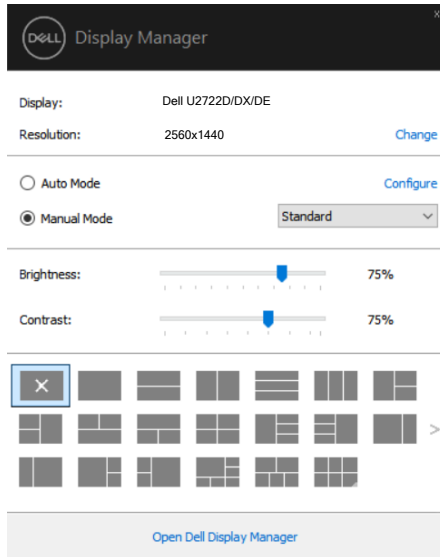 DELL Display Manager
Display: Dell U2722D/DX/DE
Resolution: 2560x1440 Change
Auto Mode Configure
Manual Mode Standard
Brightness: 75%
Contrast: 75%
Open Dell Display Manager